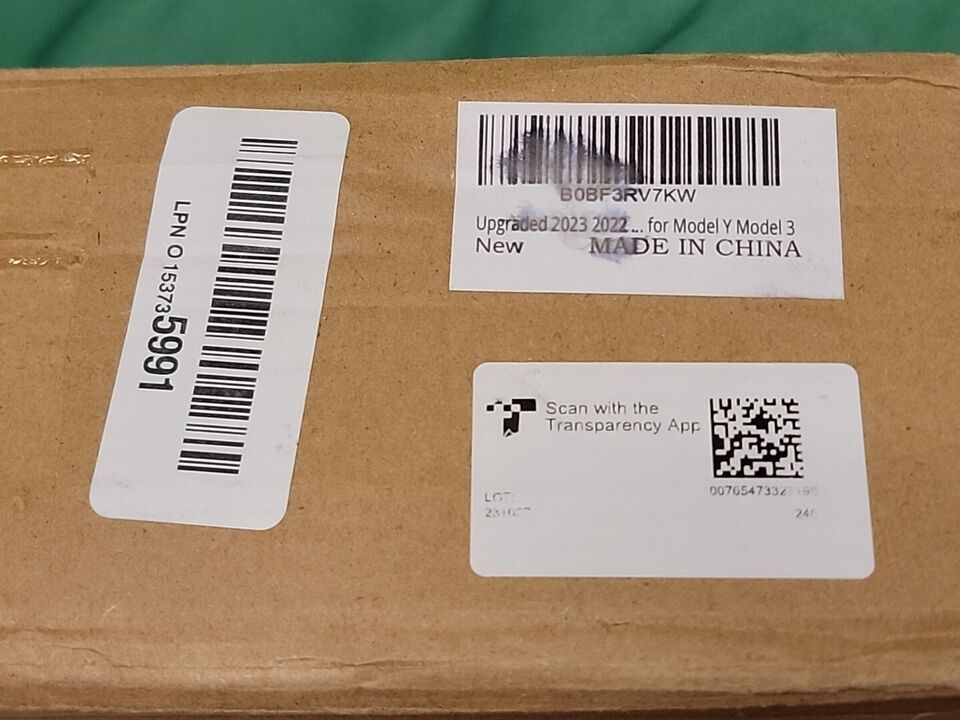 LPN O 153735991
B0BF3RV7KW
Upgraded 2023 2022 ... for Model Y Model 3
New MADE IN CHINA
Scan with the
Transparency App